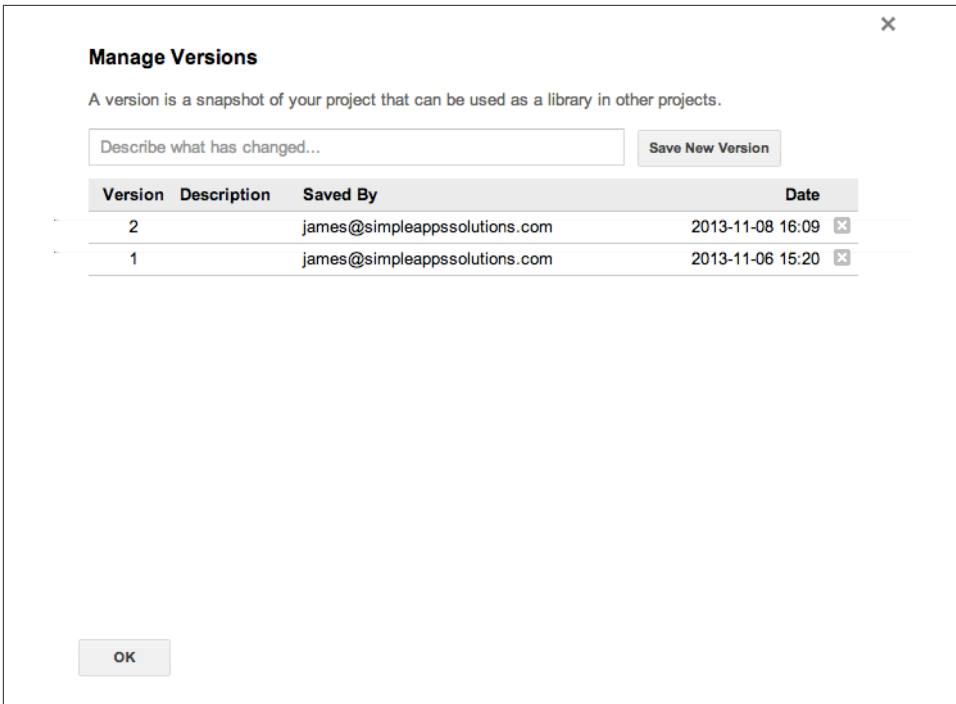 Manage Versions
A version is a snapshot of your project that can be used as a library in other projects.
Describe what has changed... Save New Version
Version Description Saved By Date
2 james@simpleappssolutions.com 2013-11-08 16:09
1 james@simpleappssolutions.com 2013-11-06 15:20
OK